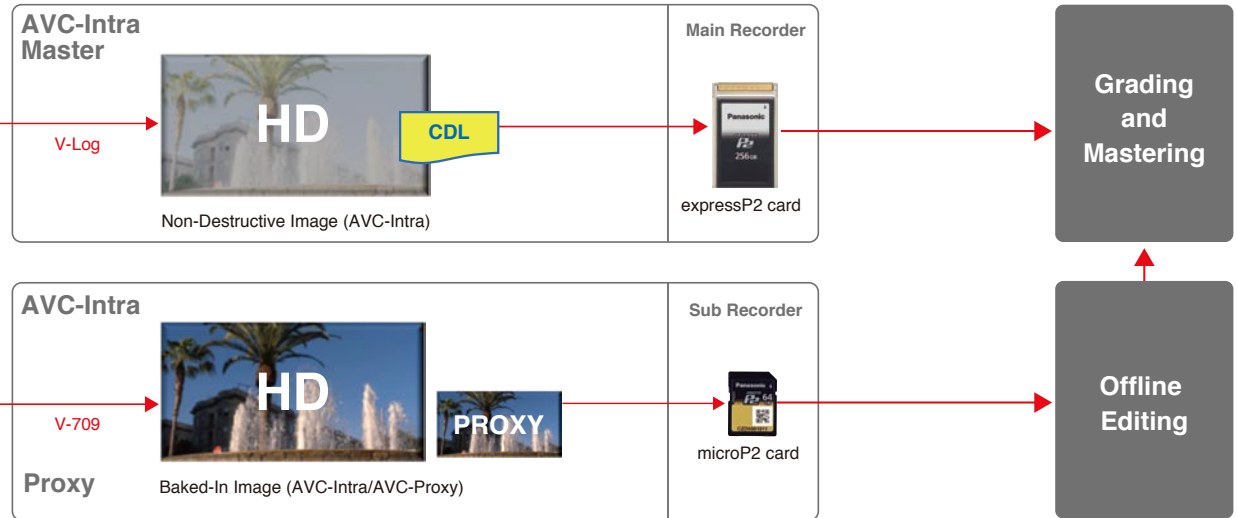 AVC-Intra
Master
V-Log
HD
CDL
Non-Destructive Image (AVC-Intra)
Main Recorder
Panasonic
P2
256GB
expressP2 card
Grading
and
Mastering
AVC-Intra
V-709
HD
PROXY
Proxy
Baked-In Image (AVC-Intra/AVC-Proxy)
Sub Recorder
Panasonic
P2 64
microP2 card
Offline
Editing